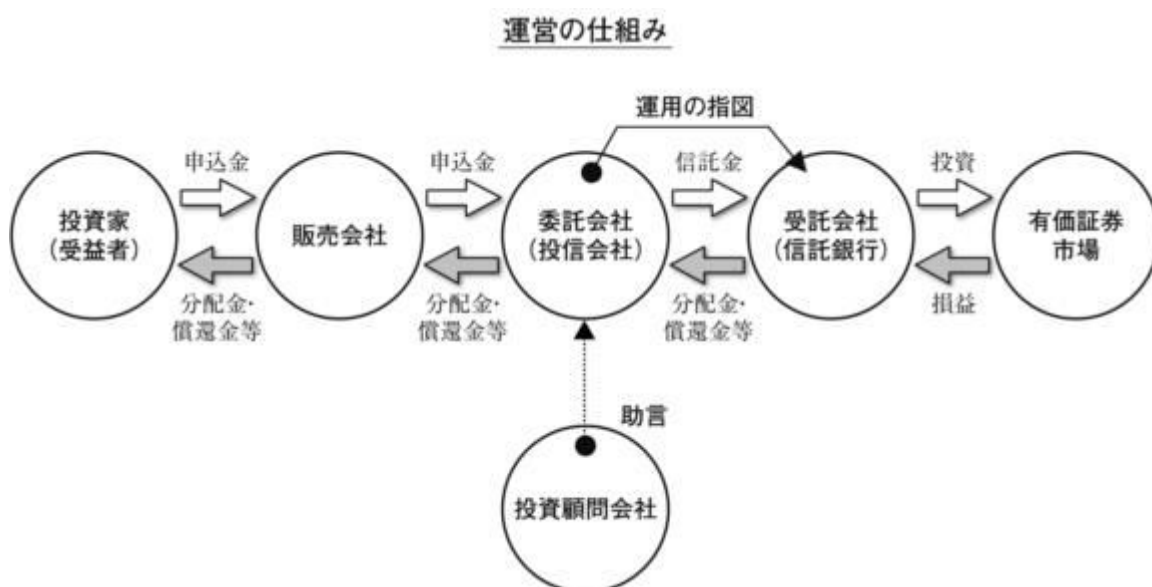 運営の仕組み
運用の指図
申込金
申込金
信託金
投資
投資家
(受益者)
販売会社
委託会社
(投信会社)
受託会社
(信託銀行)
有価証券
市場
分配金・
償還金等
分配金・
償還金等
分配金・
償還金等
損益
助言
投資顧問会社